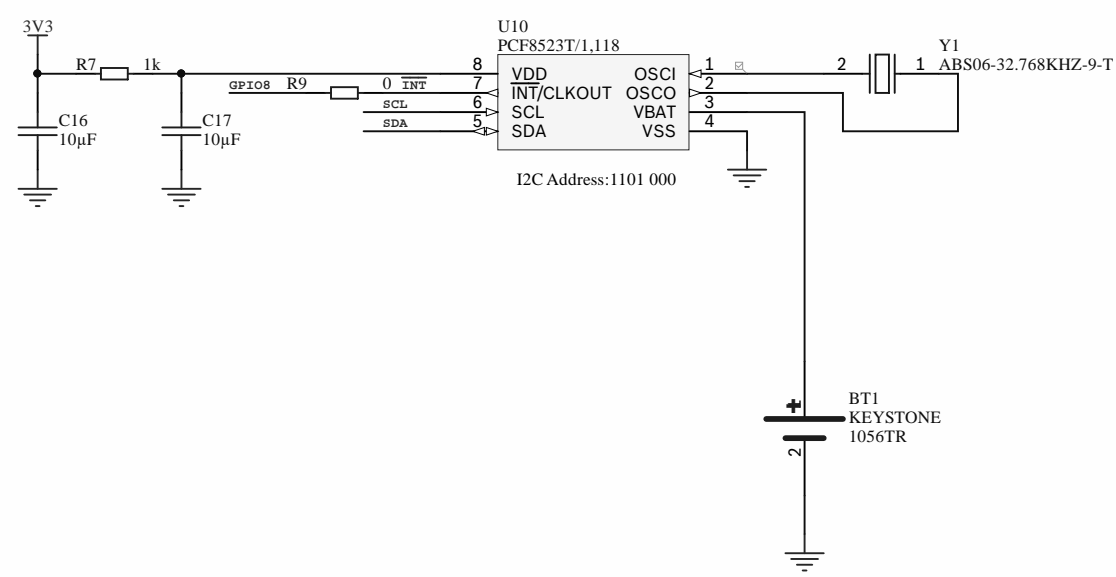 3V3
U10
PCF8523T/1,118
Y1
ABS06-32.768KHZ-9-T
R7 1k
8 VDD
OSCI 1
2 1
GPIO8 R9 0 INT
7 INT/CLKOUT
OSCO 2
SCL 6 SCL
VBAT 3
SDA 5 SDA
VSS 4
C16
10µF
C17
10µF
I2C Address:1101 000
+
1
BT1
KEYSTONE
1056TR
2